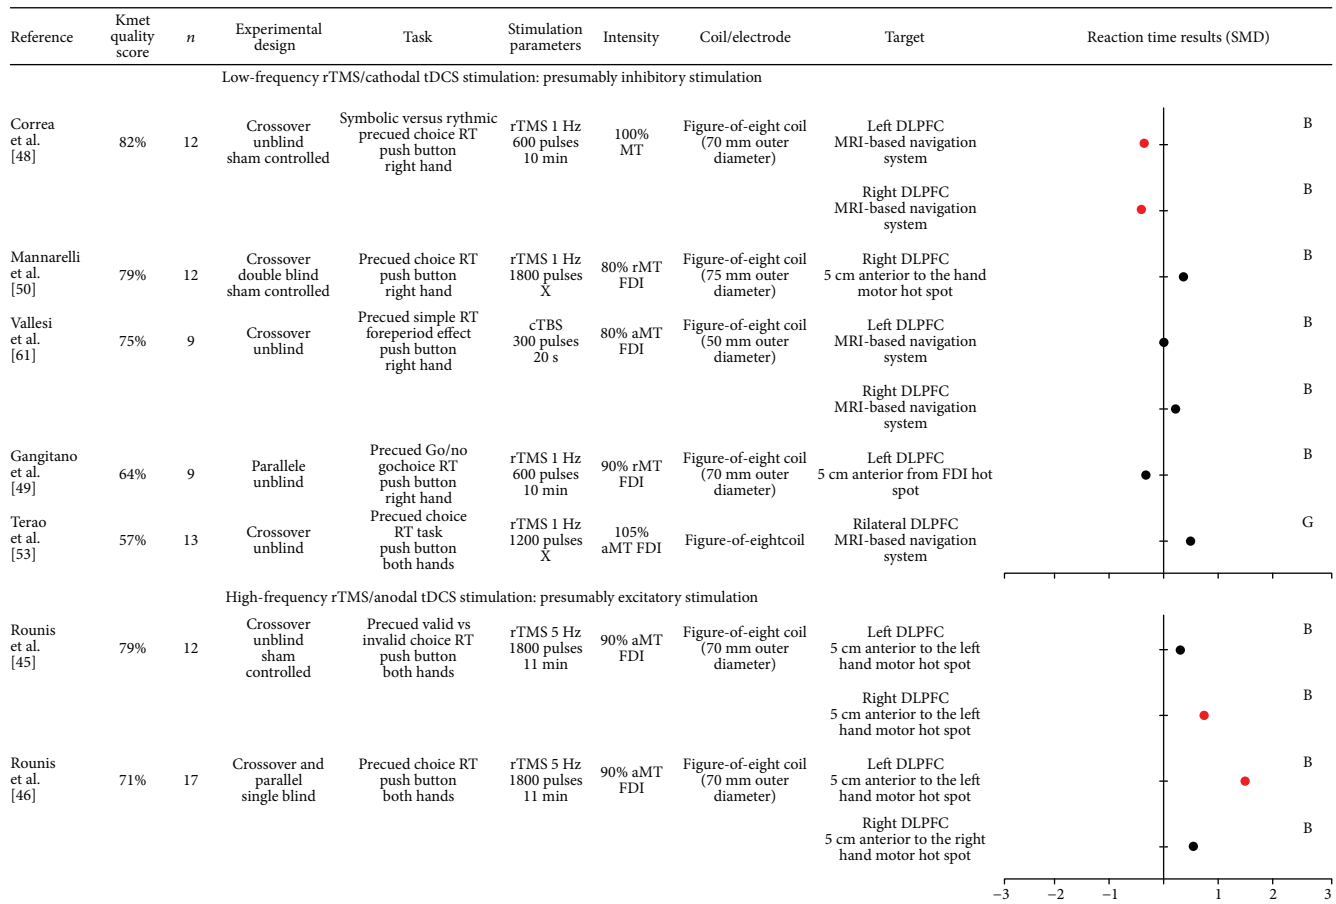 Reference
Kmet
quality
score
n
Experimental
design
Task
Stimulation
parameters
Intensity
Coil/electrode
Target
Reaction time results (SMD)
Low-frequency rTMS/cathodal tDCS stimulation: presumably inhibitory stimulation
Correa
et al.
[48]
82%
12
Crossover
unblind
sham controlled
Symbolic versus rythmic
precued choice RT
push button
right hand
rTMS 1 Hz
600 pulses
10 min
100%
MT
Figure-of-eight coil
(70 mm outer
diameter)
Left DLPFC
MRI-based navigation
system
B
Right DLPFC
MRI-based navigation
system
B
Mannarelli
et al.
[50]
79%
12
Crossover
double blind
sham controlled
Precued choice RT
push button
right hand
rTMS 1 Hz
1800 pulses
X
80% rMT
FDI
Figure-of-eight coil
(75 mm outer
diameter)
Right DLPFC
5 cm anterior to the hand
motor hot spot
B
Vallesi
et al.
[61]
75%
9
Crossover
unblind
Precued simple RT
foreperiod effect
push button
right hand
cTBS
300 pulses
20 s
80% aMT
FDI
Figure-of-eight coil
(50 mm outer
diameter)
Left DLPFC
MRI-based navigation
system
B
Right DLPFC
MRI-based navigation
system
B
Gangitano
et al.
[49]
64%
9
Parallele
unblind
Precued Go/no
gochoice RT
push button
right hand
rTMS 1 Hz
600 pulses
10 min
90% rMT
FDI
Figure-of-eight coil
(70 mm outer
diameter)
Left DLPFC
5 cm anterior from FDI hot
spot
B
Terao
et al.
[53]
57%
13
Crossover
unblind
Precued choice
RT task
push button
both hands
rTMS 1 Hz
1200 pulses
X
105%
aMT FDI
Figure-of-eightcoil
Rilateral DLPFC
MRI-based navigation
system
G
−3 −2 −1 1 2 3
High-frequency rTMS/anodal tDCS stimulation: presumably excitatory stimulation
Rounis
et al.
[45]
79%
12
Crossover
unblind
sham
controlled
Precued valid vs
invalid choice RT
push button
both hands
rTMS 5 Hz
1800 pulses
11 min
90% aMT
FDI
Figure-of-eight coil
(70 mm outer
diameter)
Left DLPFC
5 cm anterior to the left
hand motor hot spot
B
Right DLPFC
5 cm anterior to the left
hand motor hot spot
B
Rounis
et al.
[46]
71%
17
Crossover and
parallel
single blind
Precued choice RT
push button
both hands
rTMS 5 Hz
1800 pulses
11 min
90% aMT
FDI
Figure-of-eight coil
(70 mm outer
diameter)
Left DLPFC
5 cm anterior to the left
hand motor hot spot
B
Right DLPFC
5 cm anterior to the right
hand motor hot spot
B
−3 −2 −1 1 2 3